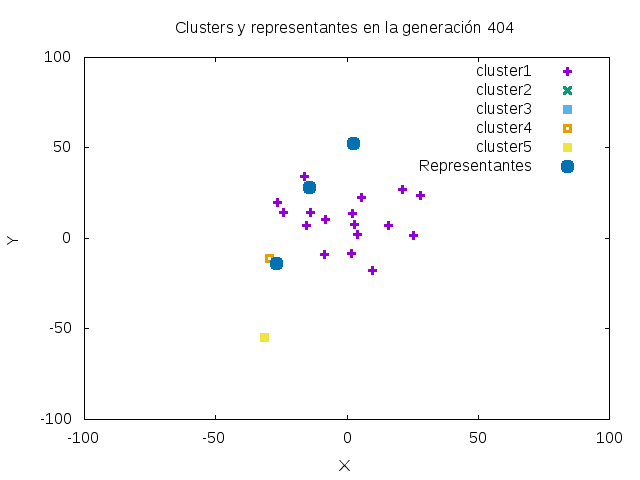 Clusters y representantes en la generación 404
100
50
0
-50
-100
-100
-50
0
50
100
Y
X
cluster1
cluster2
cluster3
cluster4
cluster5
Representantes